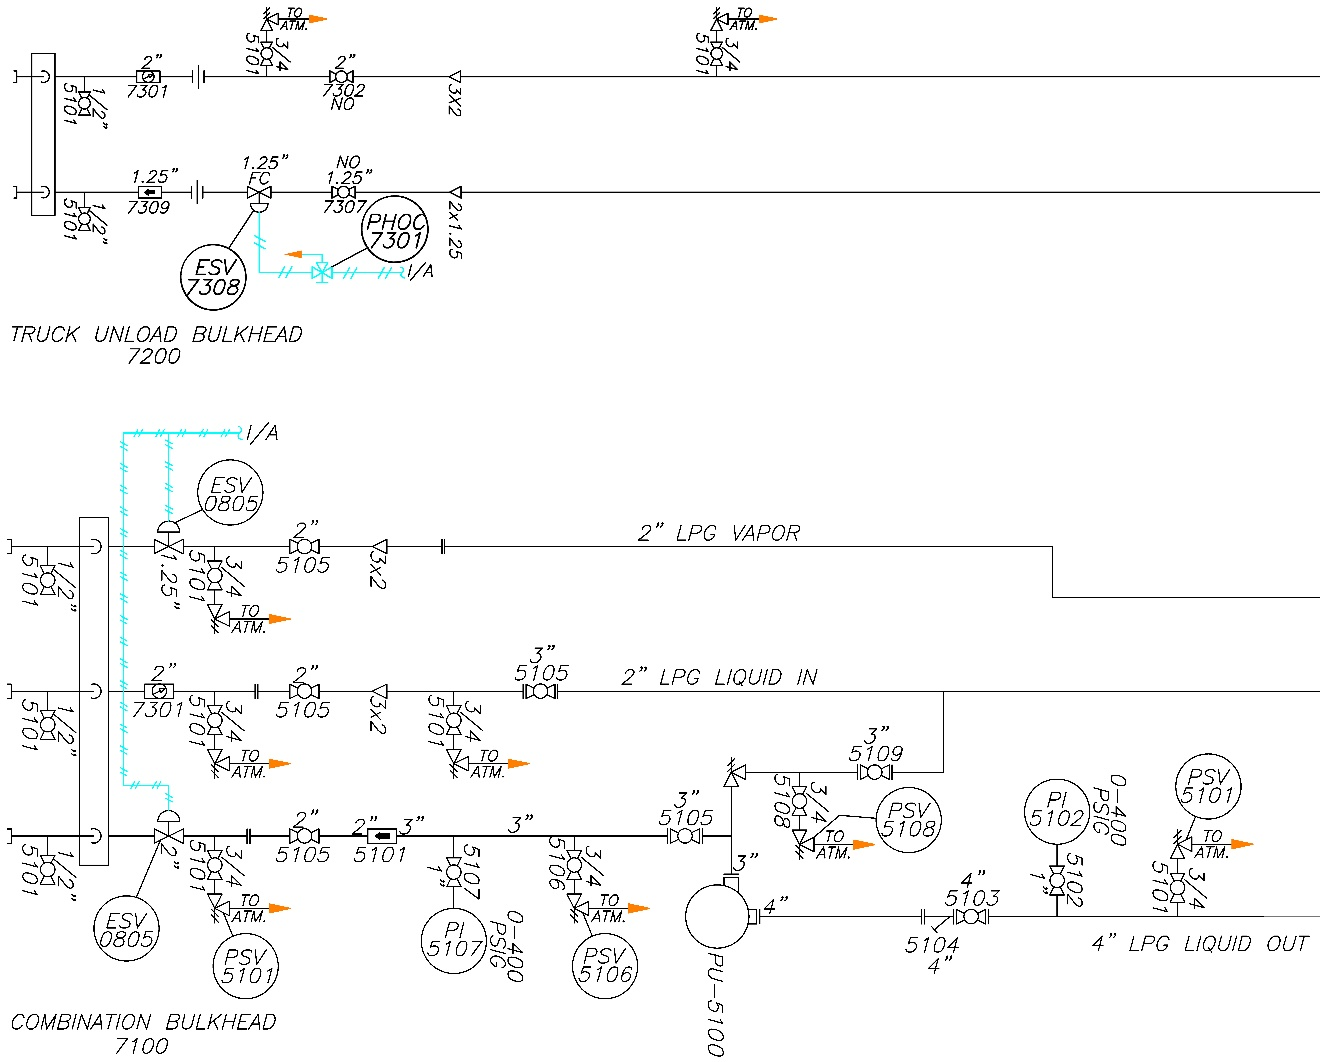 TO
ATM.
3/4
5101
TO
ATM.
3/4
5101
2"
7301
2"
7302
NO
3X2
1/2"
5101
1.25"
7309
1.25"
FC
NO
1.25"
7307
2x1.25
1/2"
5101
PHOC
7301
ESV
7308
I/A
TRUCK UNLOAD BULKHEAD
7200
I/A
ESV
0805
2"
5105
2" LPG VAPOR
1.25"
3/4
5101
3x2
1/2"
5101
TO
ATM.
2"
7301
2"
5105
3"
5105
2" LPG LIQUID IN
3x2
1/2"
5101
3/4
5101
TO
ATM.
3/4
5101
TO
ATM.
3"
5109
3/4
5108
PSV
5108
TO
ATM.
PI
5102
0-400
PSIG
PSV
5101
TO
ATM.
2"
5105
2"
5101
3"
3"
3"
5105
2"
1/2"
5101
3/4
5101
TO
ATM.
5107
1"
3/4
5106
TO
ATM.
3"
4"
4"
5103
5104
4"
5102
1"
3/4
5101
ESV
0805
PSV
5101
PI
5107
0-400
PSIG
PSV
5106
PU-5100
4" LPG LIQUID OUT
COMBINATION BULKHEAD
7100